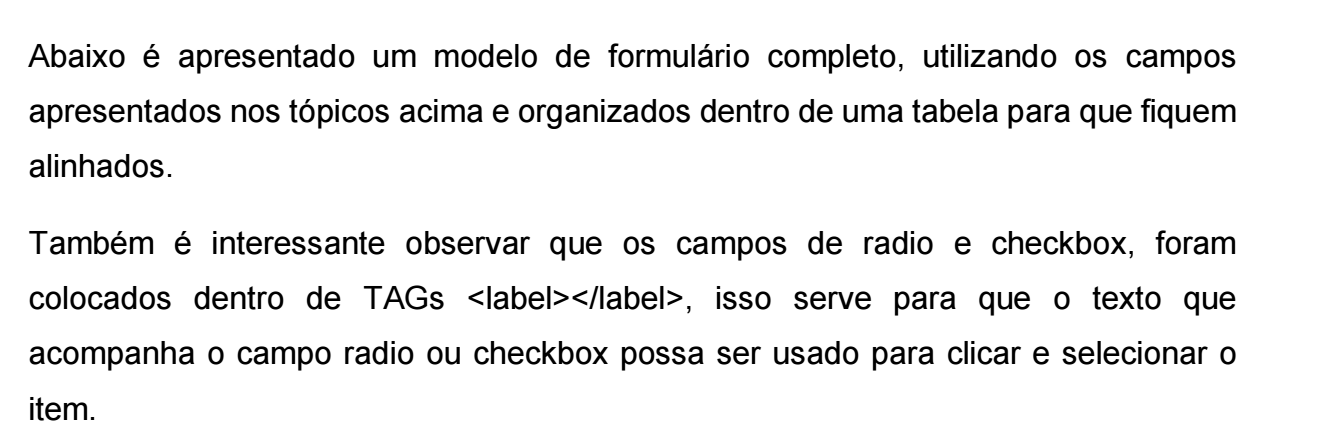 Abaixo é apresentado um modelo de formulário completo, utilizando os campos
apresentados nos tópicos acima e organizados dentro de uma tabela para que fiquem
alinhados.
Também é interessante observar que os campos de radio e checkbox, foram
colocados dentro de TAGs <label></label>, isso serve para que o texto que
acompanha o campo radio ou checkbox possa ser usado para clicar e selecionar o
item.